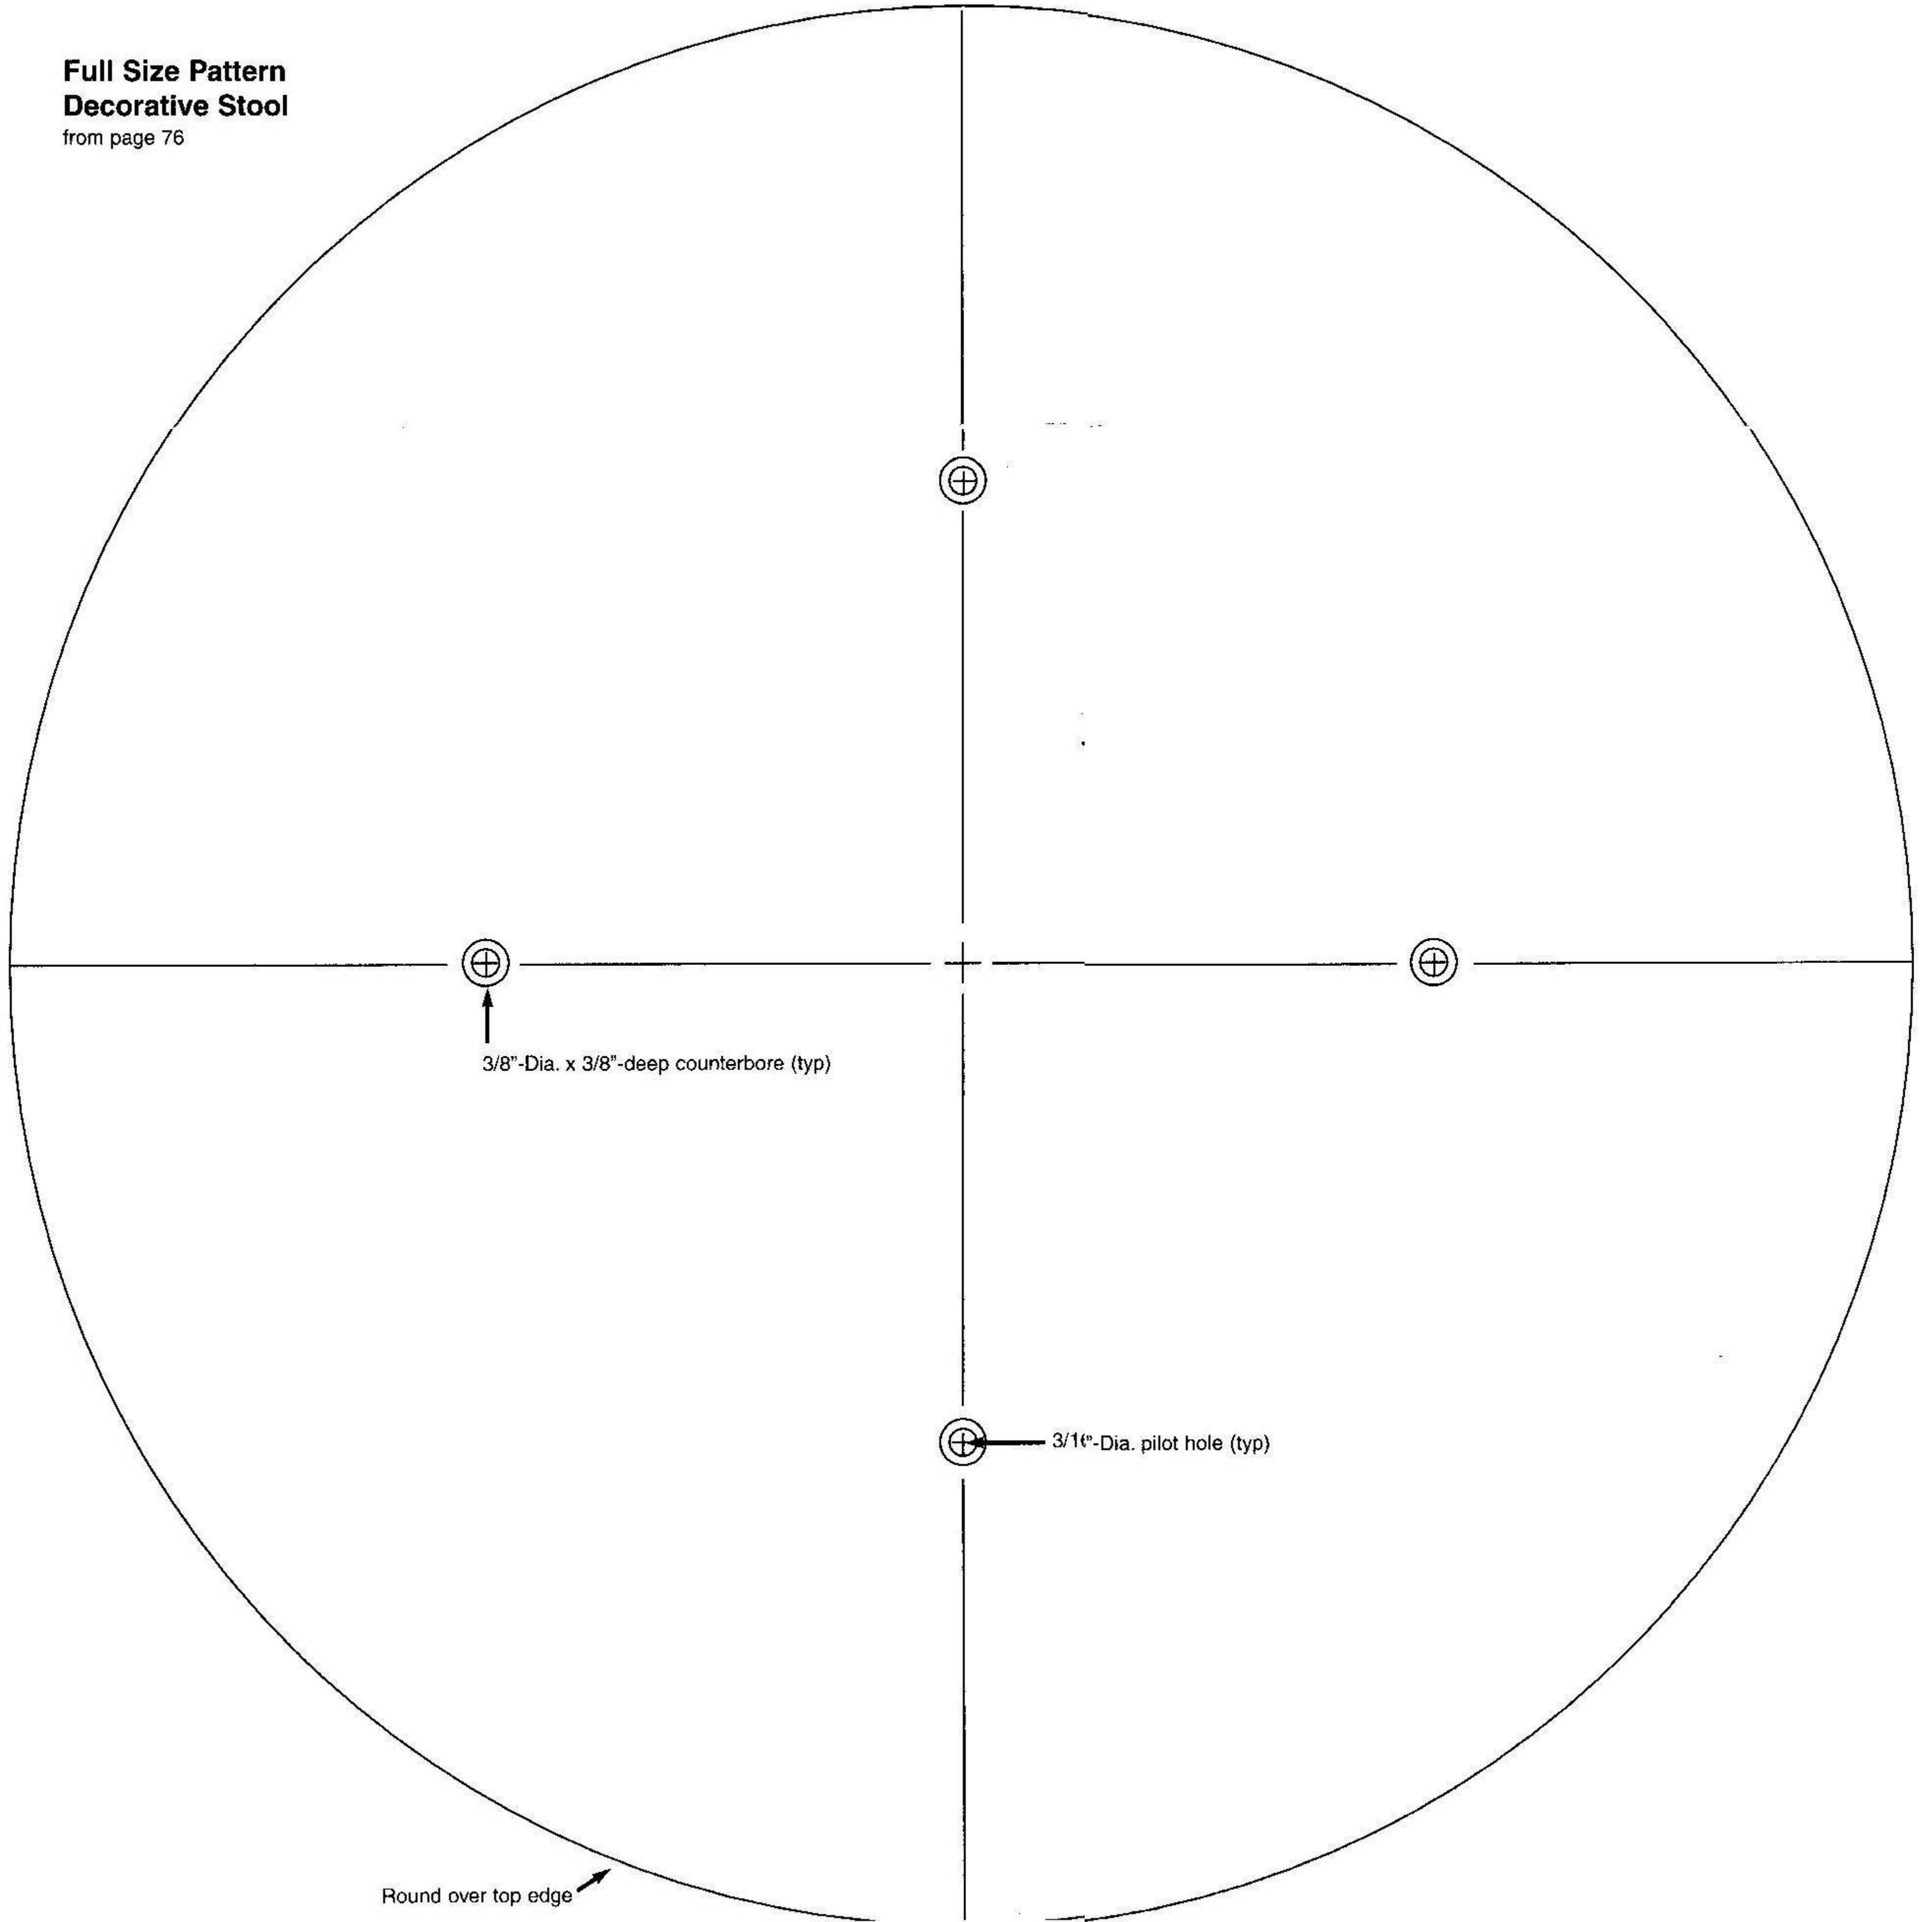 Full Size Pattern
Decorative Stool
from page 76
3/8"-Dia. x 3/8"-deep counterbore (typ)
-Dia. pilot hole (typ)
Round over top edge